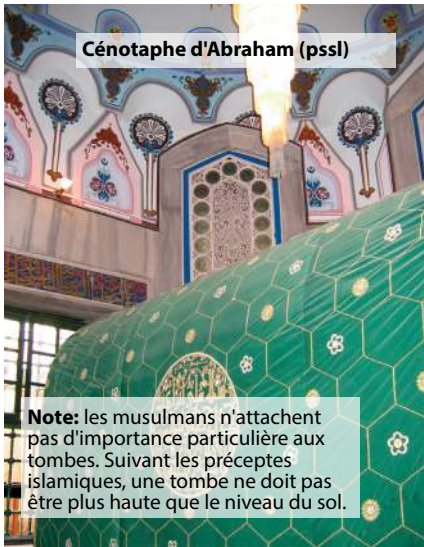 Cénotaphe d'Abraham (pssl)
Note: les musulmans n'attachent
pas d'importance particulière aux
tombes. Suivant les préceptes
islamiques, une tombe ne doit pas
être plus haute que le niveau du sol.